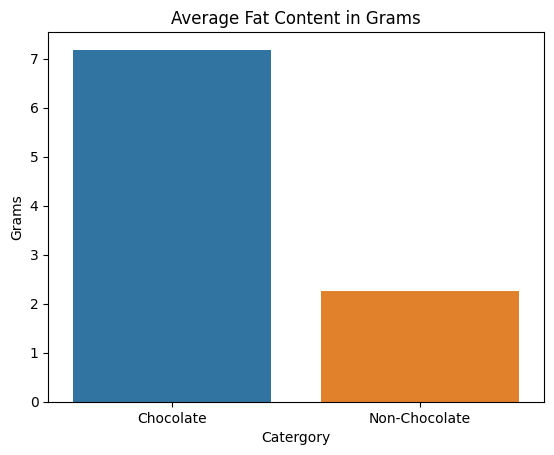 Average Fat Content in Grams
7
6
5
4
3
2
1
0
Grams
Chocolate
Non-Chocolate
Catergory